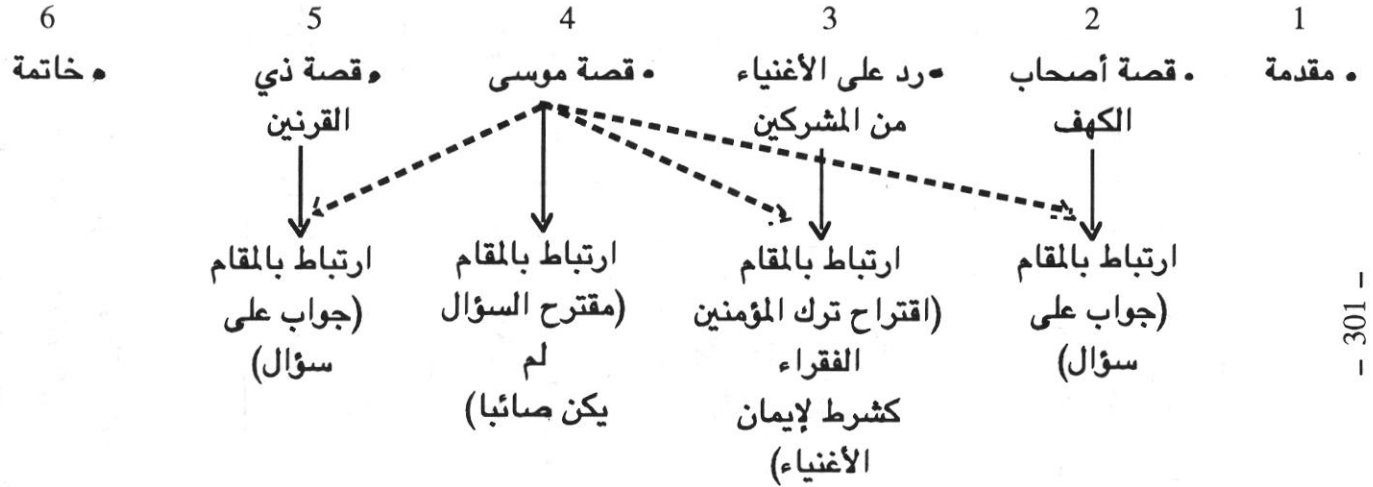 1 2 3 4 5 6
• مقدمة • قصة أصحاب • رد على الأغنياء • قصة موسى • قصة ذي • خاتمة
الكهف من المشركين القرنين
ارتباط بالمقام ارتباط بالمقام ارتباط بالمقام ارتباط بالمقام
(جواب على (اقتراح ترك المؤمنين (مقترح السؤال (جواب على
سؤال) الفقراء لم سؤال)
كشرط لإيمان يكن صائبا)
الأغنياء)
– 301 –